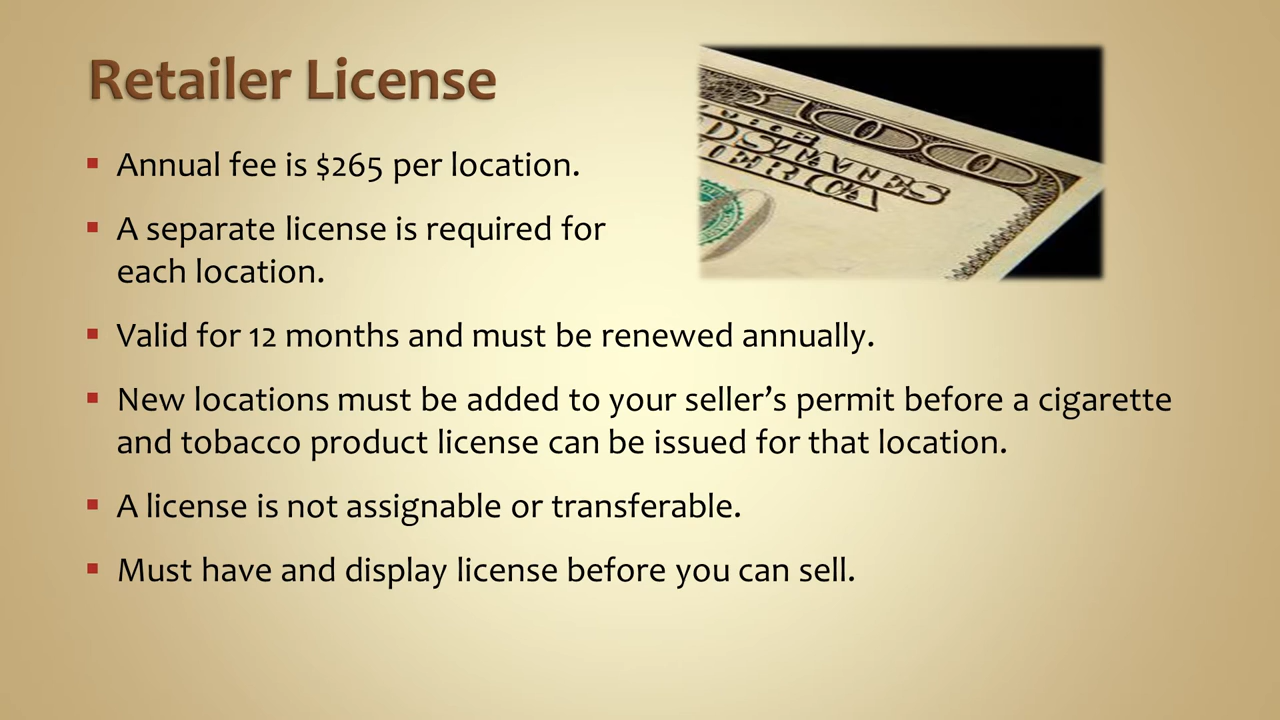 Retailer License
Annual fee is $265 per location.
A separate license is required for
each location.
Valid for 12 months and must be renewed annually.
New locations must be added to your seller’s permit before a cigarette
and tobacco product license can be issued for that location.
A license is not assignable or transferable.
Must have and display license before you can sell.
$100
STATES